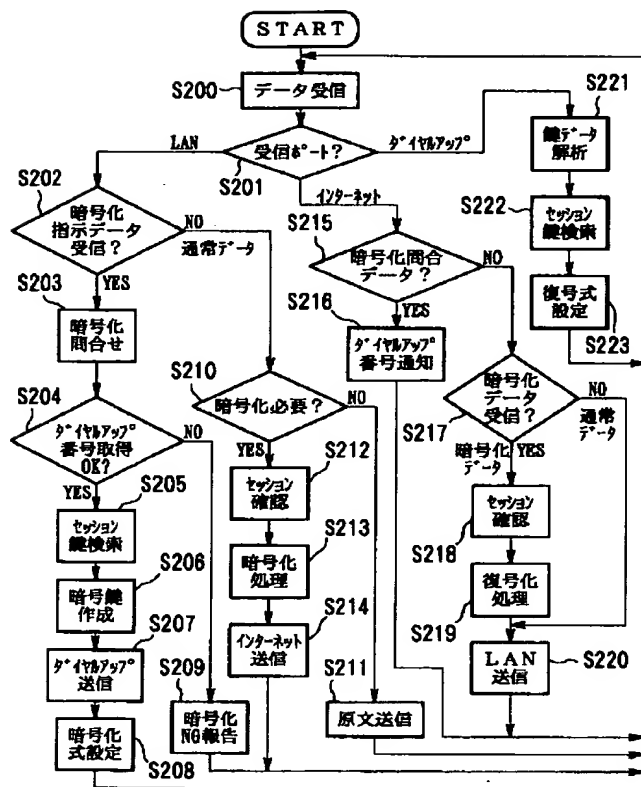 START
S200
データ受信
受信ポート?
S201
LAN
ダイヤルアップ
インターネット
S221
鍵データ
解析
S222
セッション
鍵検索
復号式
設定
S223
S202
暗号化
指示データ
受信?
NO
通常データ
YES
S203
暗号化
問合せ
S204
ダイヤルアップ
番号取得
OK?
NO
YES
S205
セッション
鍵検索
S206
暗号鍵
作成
S207
ダイヤルアップ
送信
暗号化
式設定
S208
S209
暗号化
NG報告
S210
暗号化必要?
NO
YES
S212
セッション
確認
S213
暗号化
処理
S214
インターネット
送信
S211
原文送信
S215
暗号化問合
データ?
NO
YES
S216
ダイヤルアップ
番号通知
暗号化
データ
受信?
S217
NO
通常
データ
暗号化
データ
YES
セッション
確認
S218
復号化
処理
S219
LAN
送信
S220